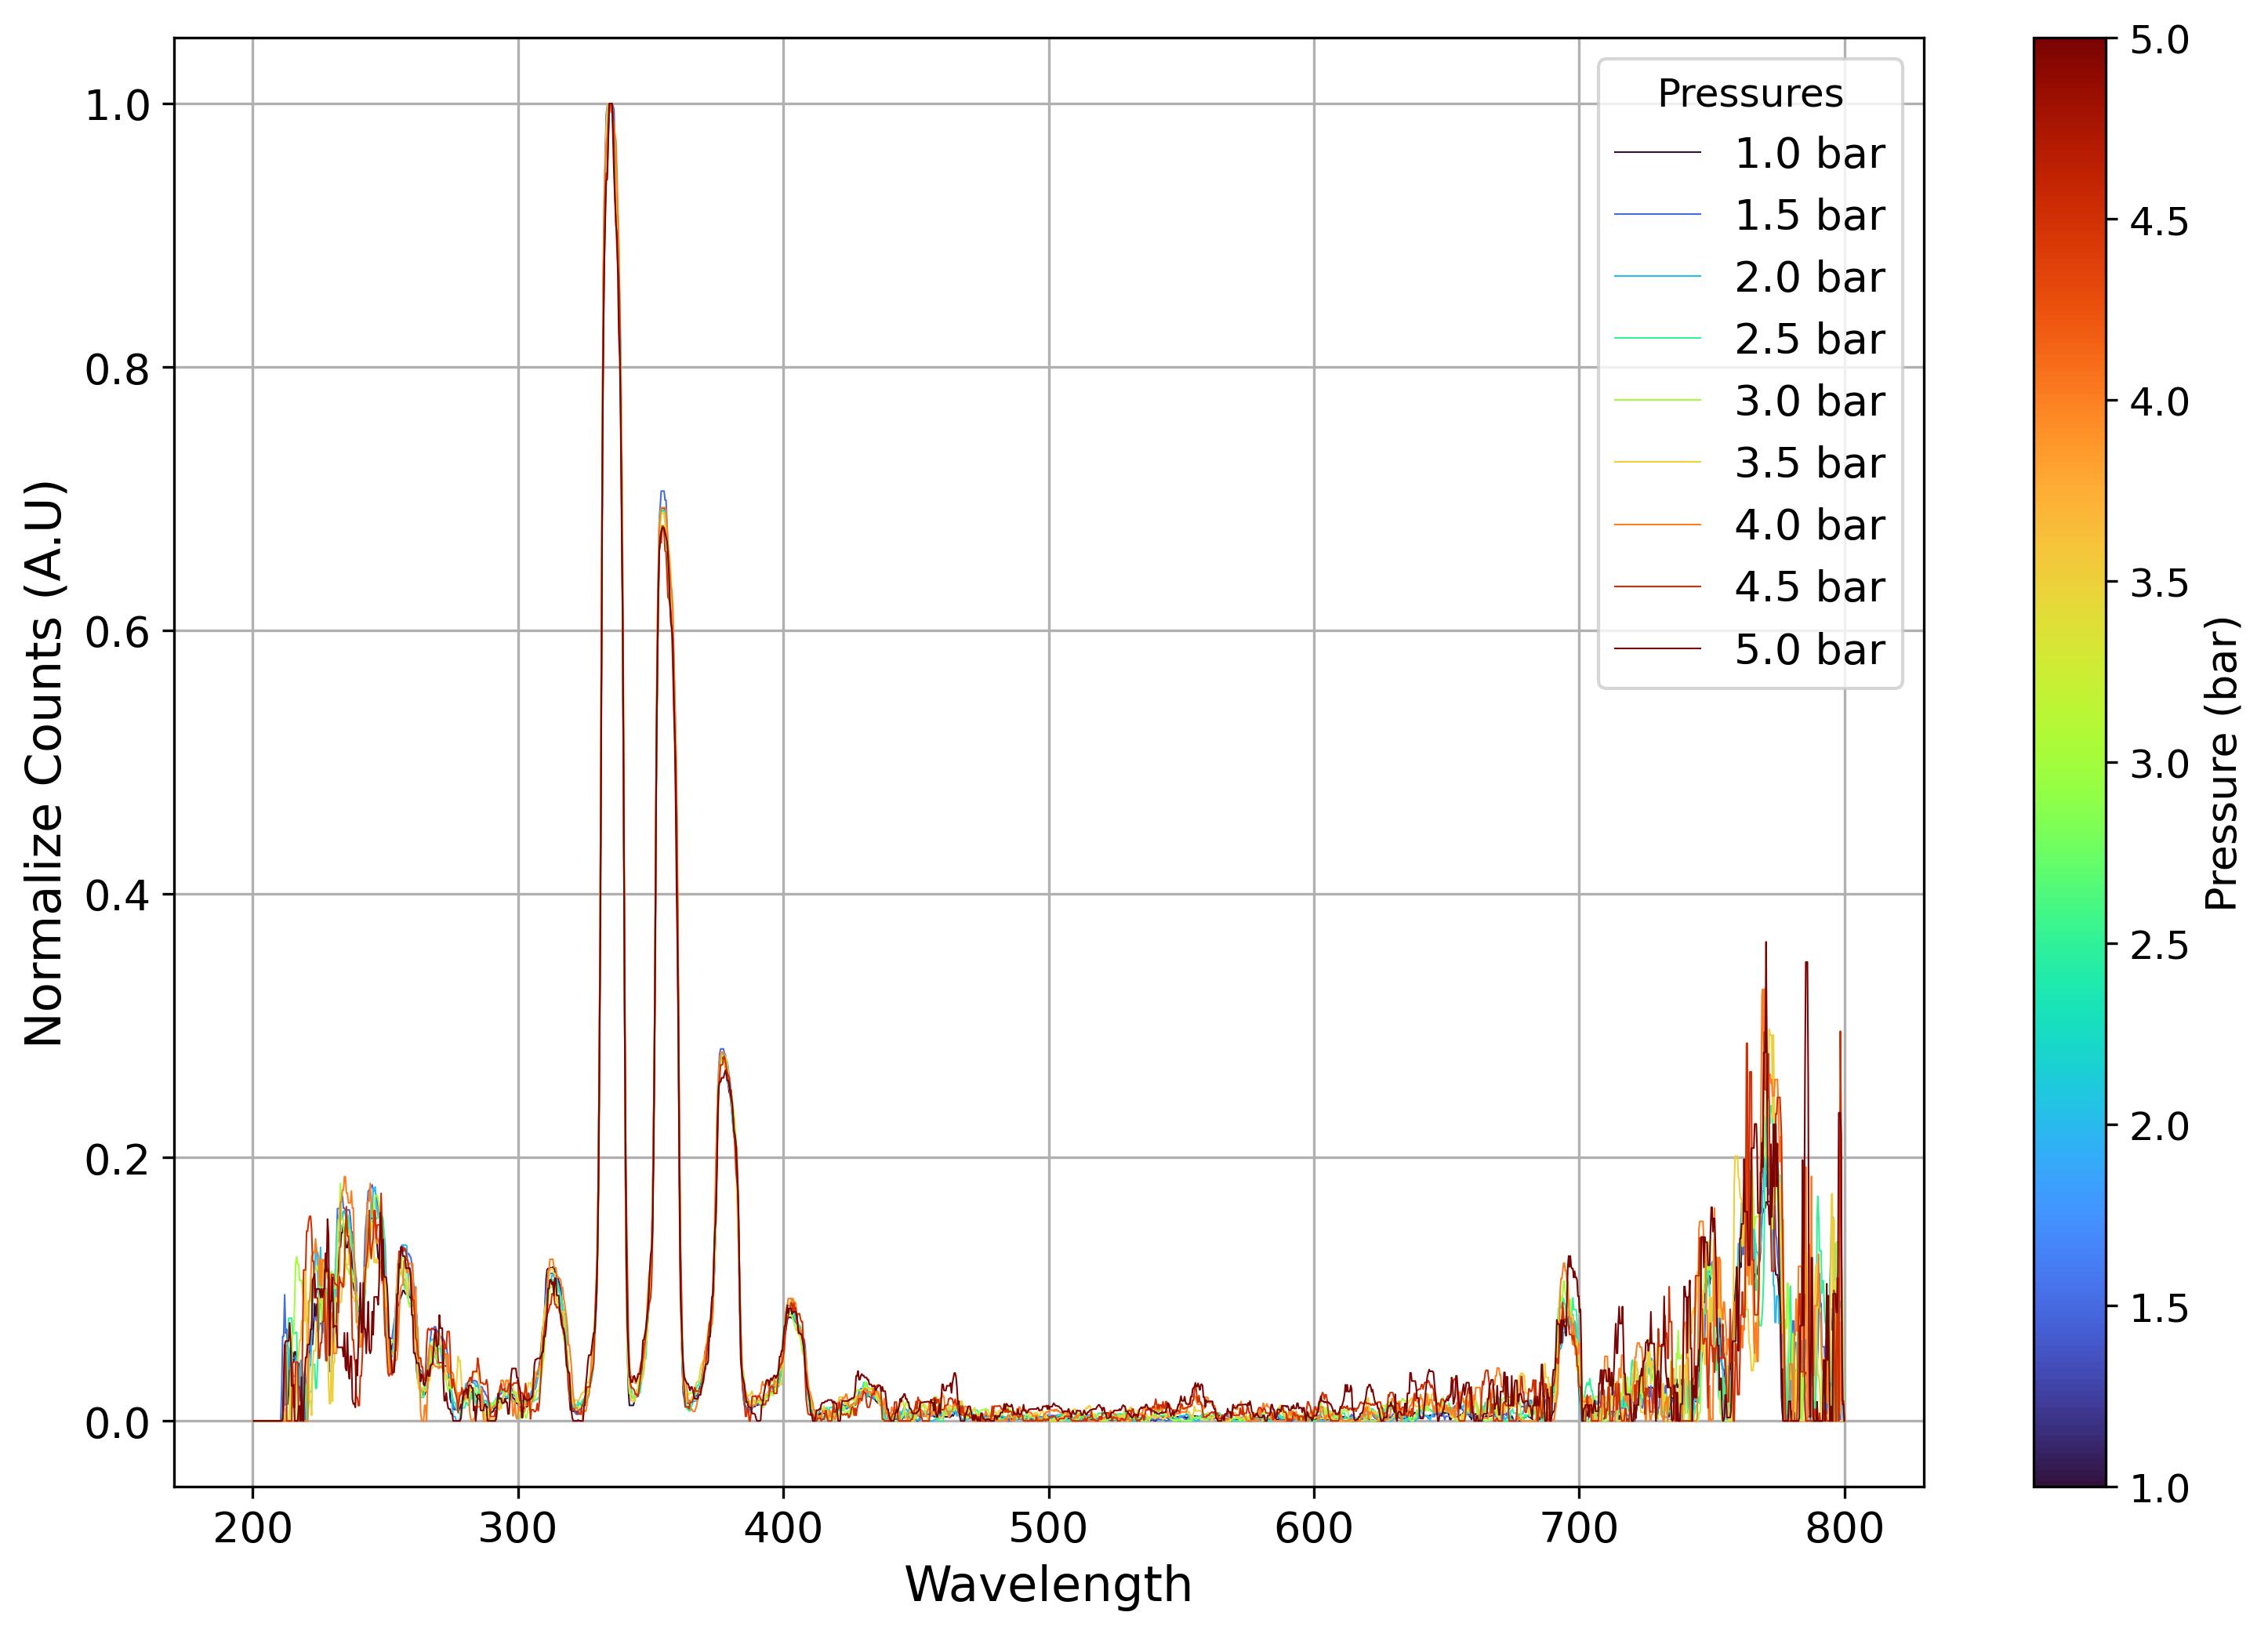 Normalize Counts (A.U)
1.0
0.8
0.6
0.4
0.2
0.0
200 300 400 500 600 700 800
Wavelength
Pressures
1.0 bar
1.5 bar
2.0 bar
2.5 bar
3.0 bar
3.5 bar
4.0 bar
4.5 bar
5.0 bar
5.0
4.5
4.0
3.5
3.0
2.5
2.0
1.5
1.0
Pressure (bar)